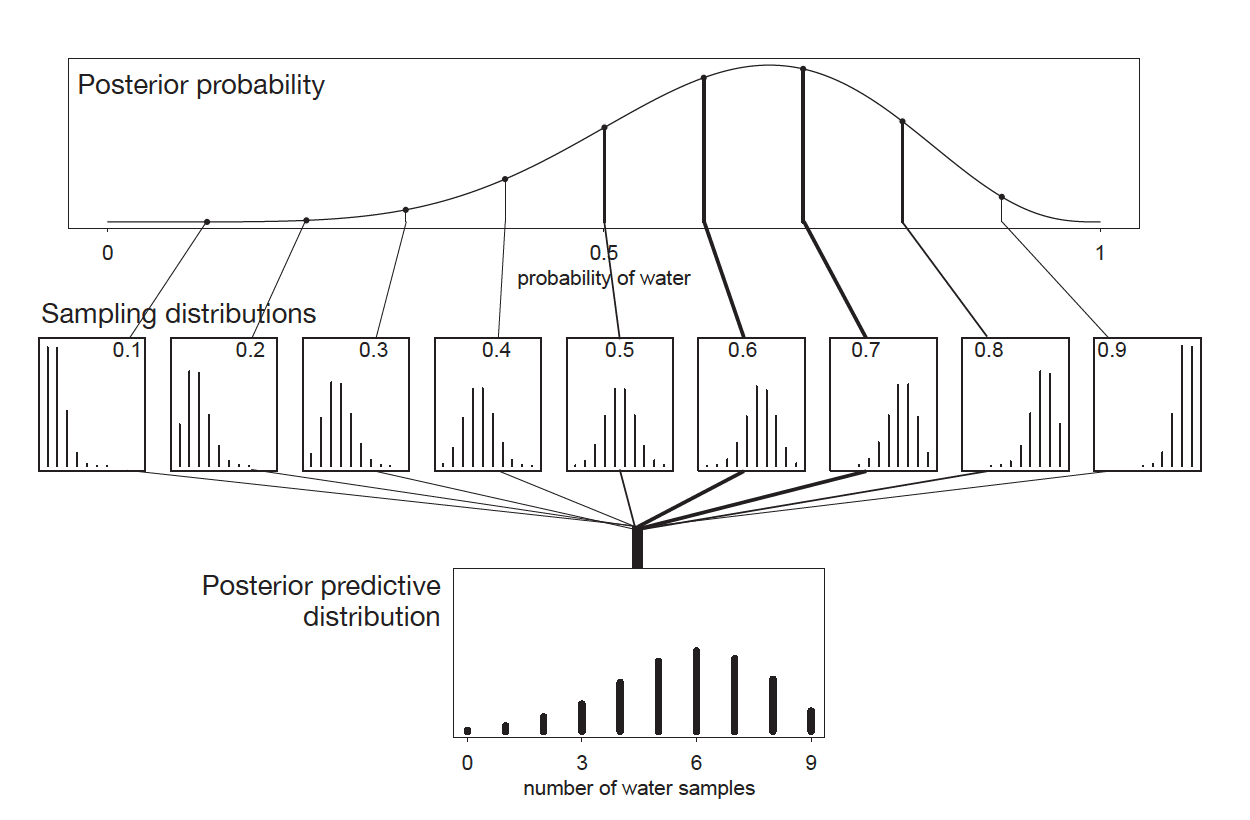 Posterior probability
0 0.5 1
probability of water
Sampling distributions
0.1 0.2 0.3 0.4 0.5 0.6 0.7 0.8 0.9
Posterior predictive
distribution
0 3 6 9
number of water samples